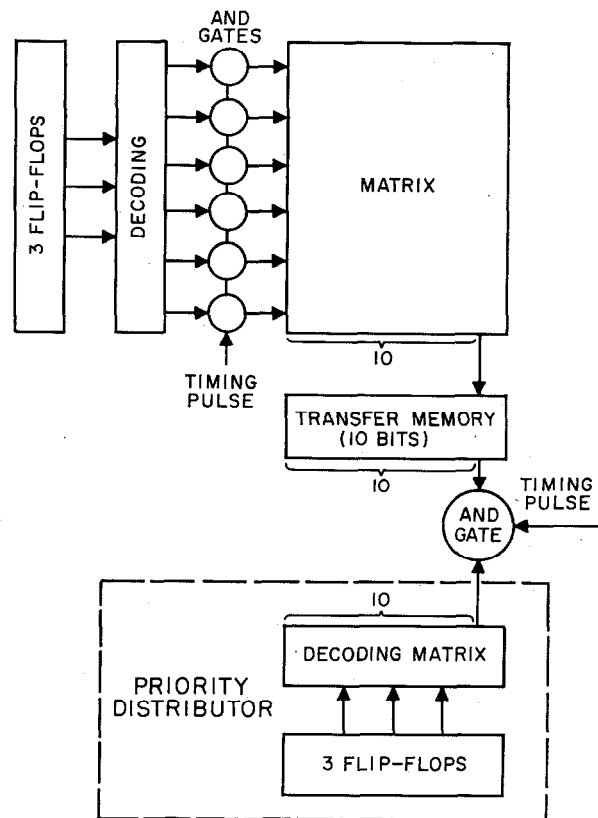 AND
GATES
3 FLIP-FLOPS
DECODING
MATRIX
10
TIMING
PULSE
TRANSFER MEMORY
(10 BITS)
10
TIMING
PULSE
AND
GATE
10
DECODING MATRIX
PRIORITY
DISTRIBUTOR
3 FLIP-FLOPS